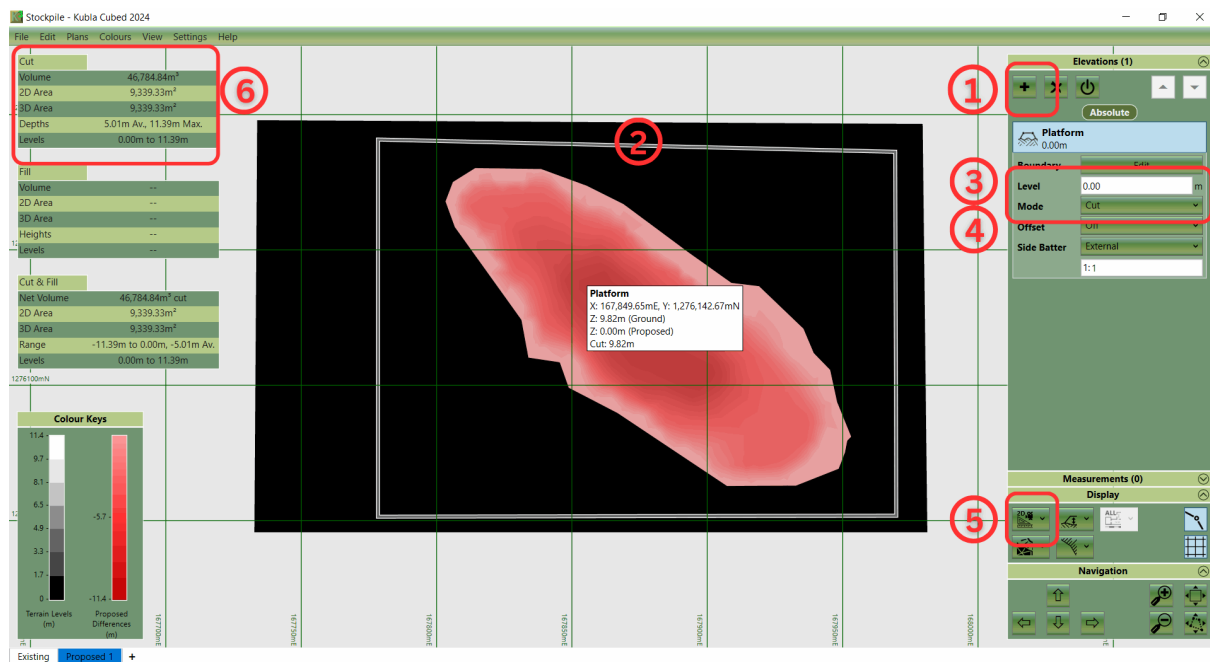 Stockpile - Kubla Cubed 2024
File Edit Plans Colours View Settings Help
Cut
Volume 46,784.84m³
2D Area 9,339.33m²
3D Area 9,339.33m²
Depths 5.01m Av., 11.39m Max.
Levels 0.00m to 11.39m
6
Fill
Volume --
2D Area --
3D Area --
Heights --
Levels --
Cut & Fill
Net Volume 46,784.84m³ cut
2D Area 9,339.33m²
3D Area 9,339.33m²
Range -11.39m to 0.00m, -5.01m Av.
Levels 0.00m to 11.39m
1276100mN
Colour Keys
11.4
9.7
8.1
6.5
4.9
3.3
1.7
0
-5.7
-11.4
Terrain Levels (m)
Proposed Differences (m)
2
Platform
X: 167,849.65mE, Y: 1,276,142.67mN
Z: 9.82m (Ground)
Z: 0.00m (Proposed)
Cut: 9.82m
167700mE
167750mE
167800mE
167850mE
167900mE
167950mE
168000mE
Elevations (1)
1
Absolute
Platform
0.00m
Boundary Edit
3
Level 0.00 m
Mode Cut
4
Offset Off
Side Batter External
1:1
Measurements (0)
Display
5
2D
ALL
Navigation
Existing Proposed 1 +